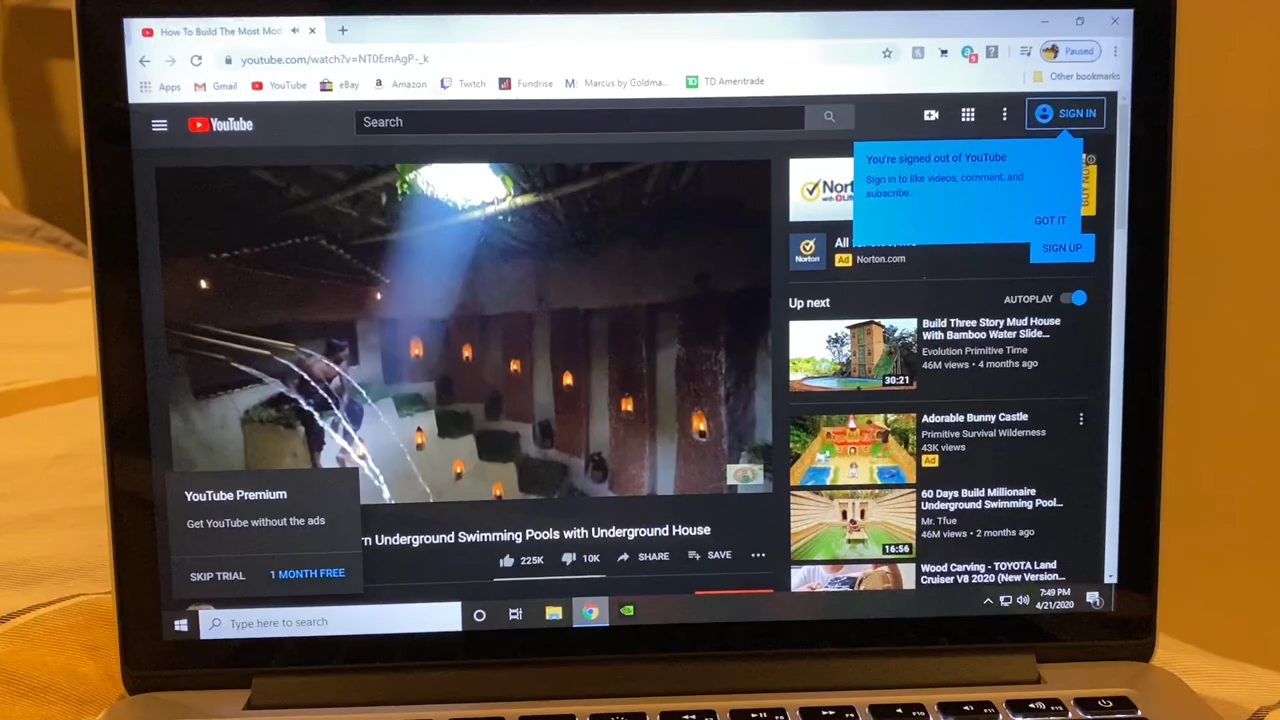 How To Build The Most Mod
youtube.com/watch?v=NT0EmAgP-_k
9
Paused
Apps
Gmail
YouTube
eBay
Amazon
Twitch
Fundrise
Marcus by Goldma...
TD Ameritrade
Other bookmarks
YouTube
Search
SIGN IN
You're signed out of YouTube
Sign in to like videos, comment, and
subscribe.
GOT IT
BUY NOW
Nort
All
Norton
Ad Norton.com
SIGN UP
Up next
AUTOPLAY
Build Three Story Mud House
With Bamboo Water Slide...
Evolution Primitive Time
46M views • 4 months ago
30:21
Adorable Bunny Castle
Primitive Survival Wilderness
43K views
Ad
60 Days Build Millionaire
Underground Swimming Pool...
Mr. Tfue
46M views • 2 months ago
16:56
Wood Carving - TOYOTA Land
Cruiser V8 2020 (New Version...
YouTube Premium
Get YouTube without the ads
SKIP TRIAL
1 MONTH FREE
rn Underground Swimming Pools with Underground House
225K
10K
SHARE
SAVE
Type here to search
7:49 PM
4/21/2020